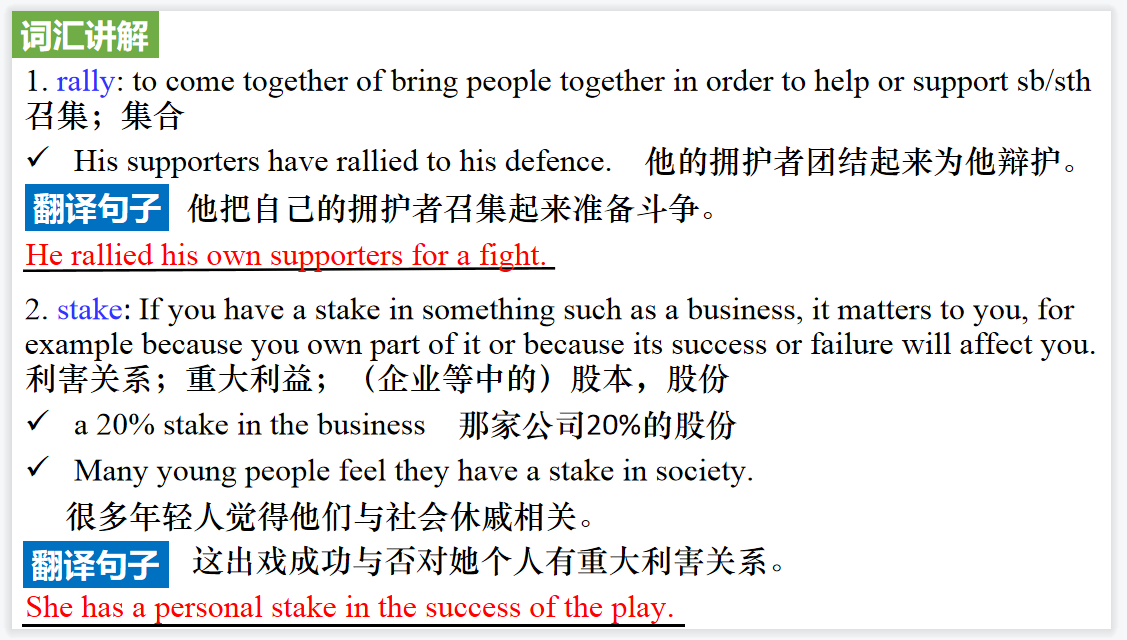 词汇讲解
1. rally: to come together of bring people together in order to help or support sb/sth
召集；集合
✓ His supporters have rallied to his defence. 他的拥护者团结起来为他辩护。
翻译句子 他把自己的拥护者召集起来准备斗争。
He rallied his own supporters for a fight.
2. stake: If you have a stake in something such as a business, it matters to you, for
example because you own part of it or because its success or failure will affect you.
利害关系；重大利益；（企业等中的）股本，股份
✓ a 20% stake in the business 那家公司20%的股份
✓ Many young people feel they have a stake in society.
很多年轻人觉得他们与社会休戚相关。
翻译句子 这出戏成功与否对她个人有重大利害关系。
She has a personal stake in the success of the play.